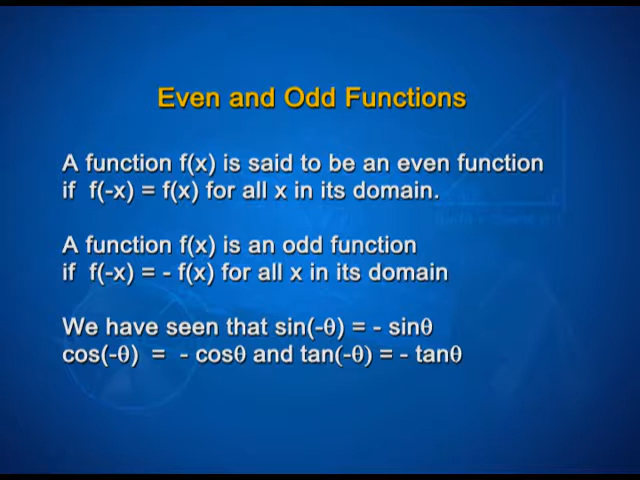 Even and Odd Functions
A function f(x) is said to be an even function
if f(-x) = f(x) for all x in its domain.
A function f(x) is an odd function
if f(-x) = - f(x) for all x in its domain
We have seen that sin(-θ) = - sinθ
cos(-θ) = - cosθ and tan(-θ) = - tanθ